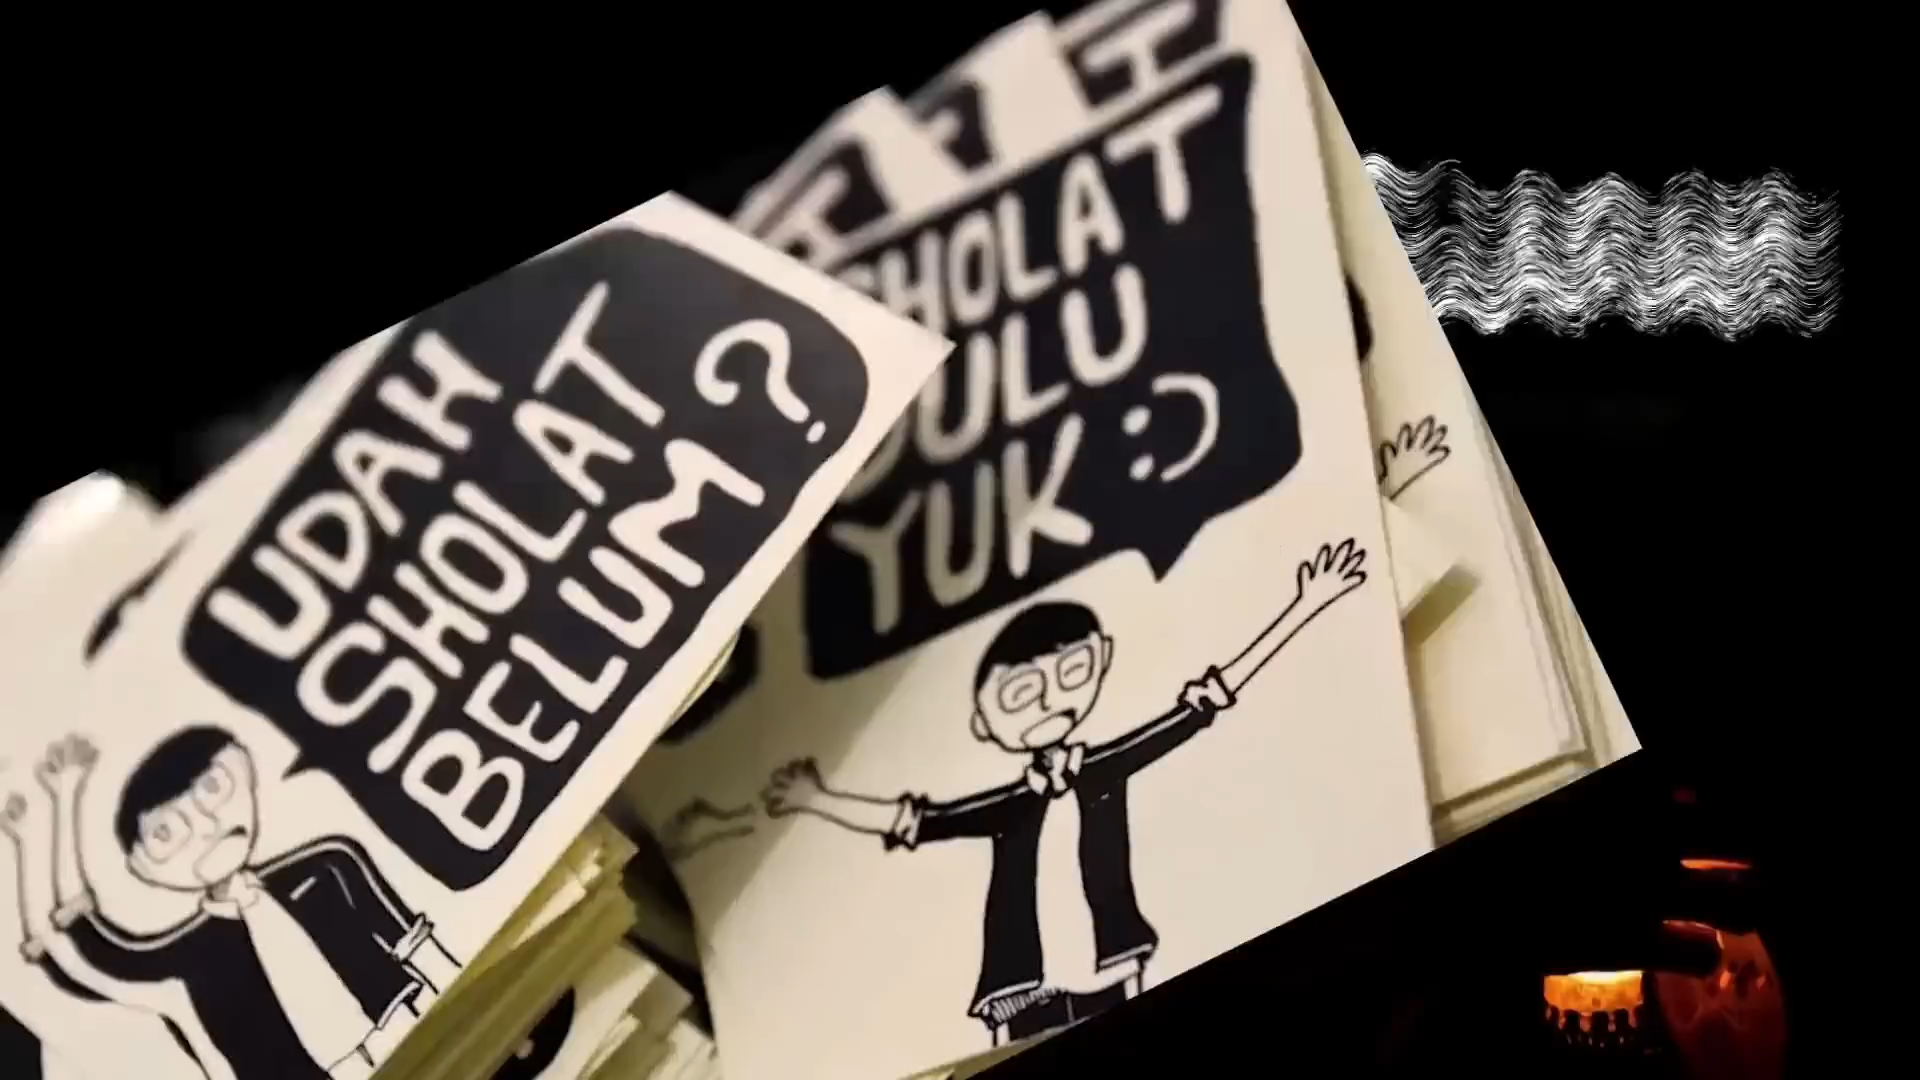 UDAH
SHOLAT
BELUM?
SHOLAT
DULU
YUK :)